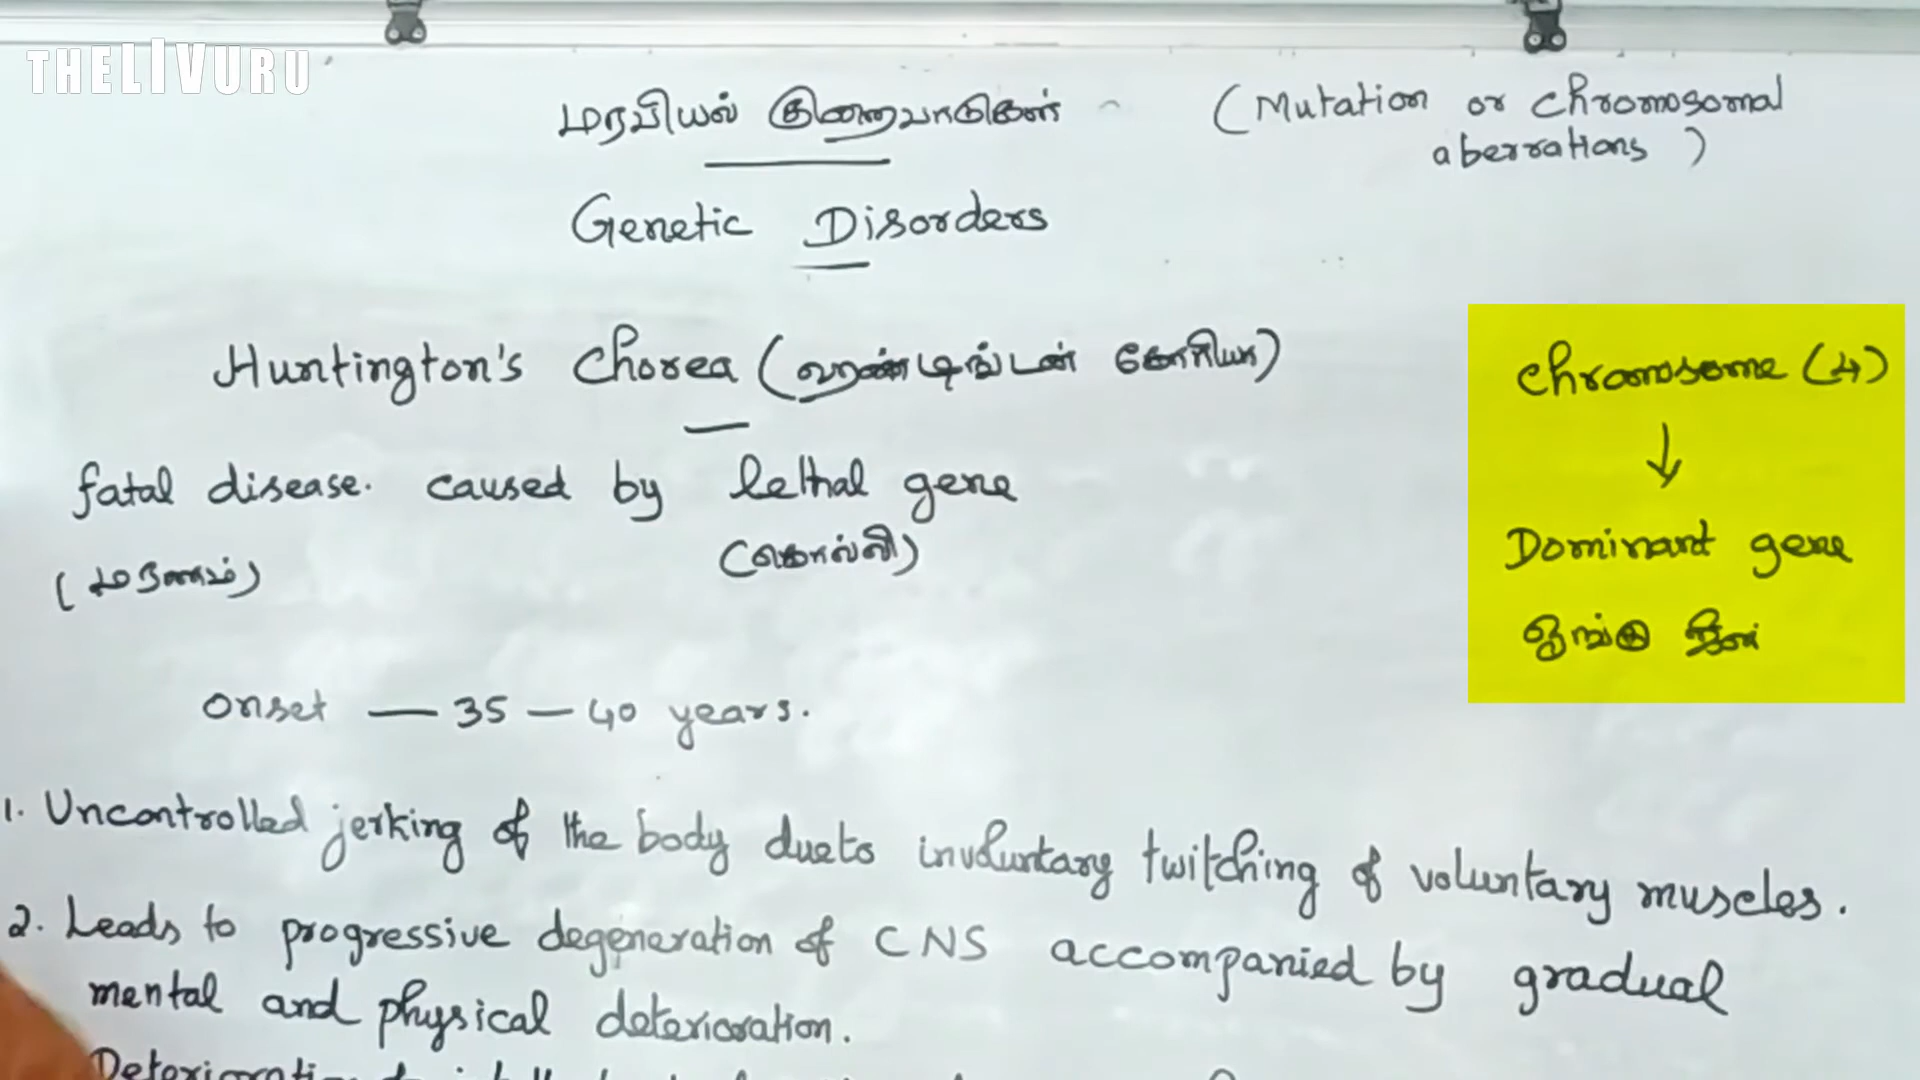 THELIVURU
மரபியல் குறைபாடுகள் (Mutation or chromosomal
aberrations)
Genetic Disorders
Huntington's Chorea (ஹண்டிங்டன் கோரியா)
fatal disease. caused by lethal gene
(மரணம்) (கொல்லி)
onset — 35 – 40 years.
1. Uncontrolled jerking of the body dueto involuntary twitching of voluntary muscles.
2. Leads to progressive degeneration of CNS accompanied by gradual
mental and physical deterioration.
chromosome (4)
↓
Dominant gene
ஓங்கு ஜீன்